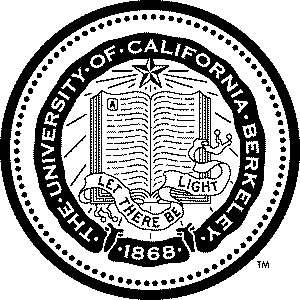 THE·UNIVERSITY·OF·CALIFORNIA·BERKELEY·
·1868·
A
LET THERE BE LIGHT
TM